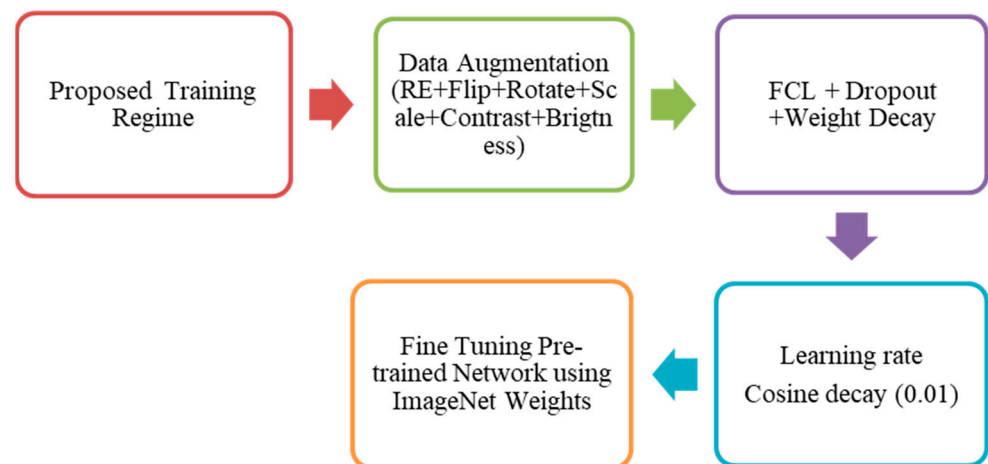 Proposed Training
Regime
Data Augmentation
(RE+Flip+Rotate+Sc
ale+Contrast+Brigtn
ess)
FCL + Dropout
+Weight Decay
Learning rate
Cosine decay (0.01)
Fine Tuning Pre-
trained Network using
ImageNet Weights